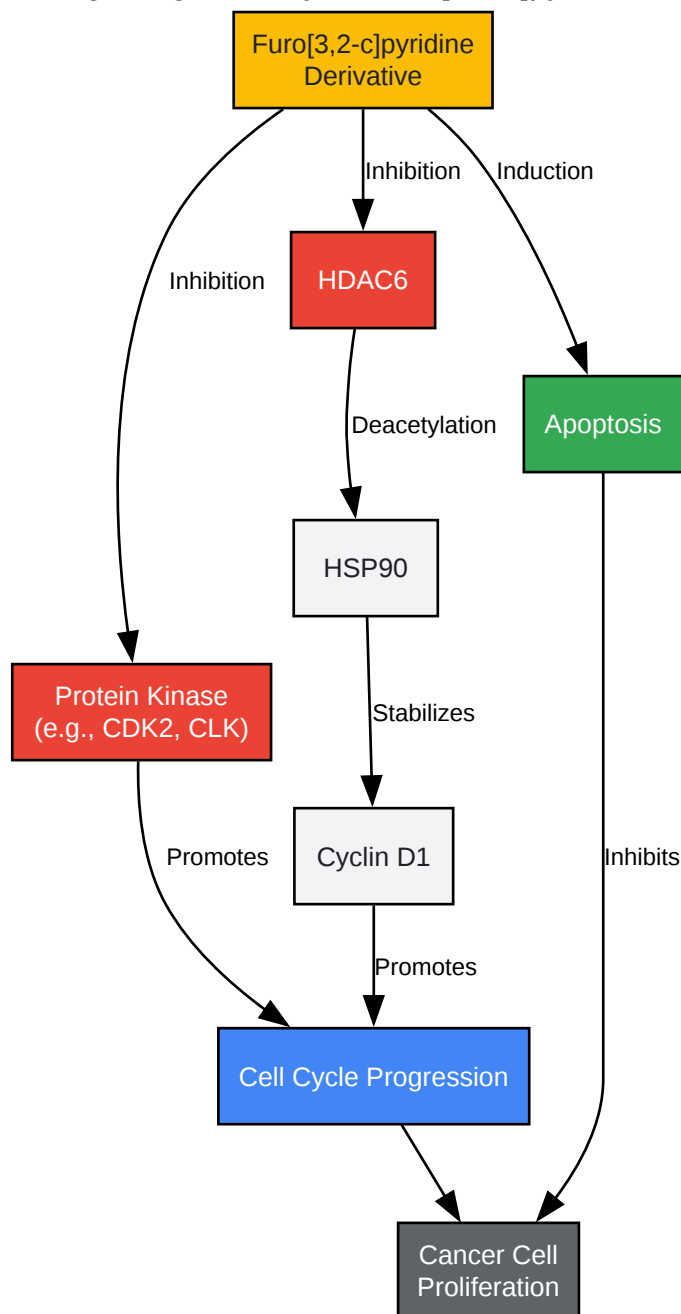 Furo[3,2-c]pyridine
Derivative
Inhibition
Induction
Inhibition
HDAC6
Apoptosis
Deacetylation
HSP90
Protein Kinase
(e.g., CDK2, CLK)
Stabilizes
Cyclin D1
Promotes
Inhibits
Promotes
Cell Cycle Progression
Cancer Cell
Proliferation